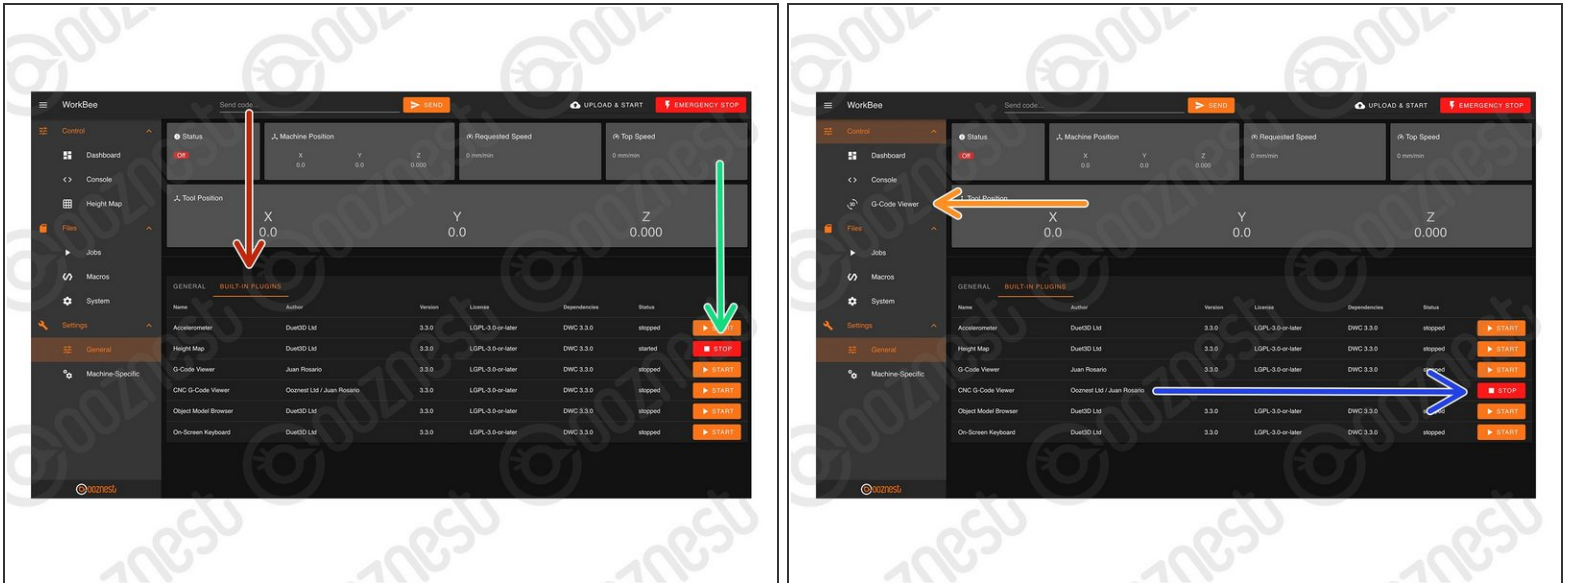 WorkBee Send code... SEND UPLOAD & START EMERGENCY STOP
Control
Dashboard
Console
Height Map
Files
Jobs
Macros
System
Settings
General
Machine-Specific
ooznest
Status Machine Position Requested Speed Top Speed
Off X Y Z 0 mm/min 0 mm/min
0.0 0.0 0.000
Tool Position
X Y Z
0.0 0.0 0.000
GENERAL BUILT-IN PLUGINS
Name Author Version License Dependencies Status
Accelerometer Duet3D Ltd 3.3.0 LGPL-3.0-or-later DWC 3.3.0 stopped START
Height Map Duet3D Ltd 3.3.0 LGPL-3.0-or-later DWC 3.3.0 started STOP
G-Code Viewer Juan Rosario 3.3.0 LGPL-3.0-or-later DWC 3.3.0 stopped START
CNC G-Code Viewer Ooznest Ltd / Juan Rosario 3.3.0 LGPL-3.0-or-later DWC 3.3.0 stopped START
Object Model Browser Duet3D Ltd 3.3.0 LGPL-3.0-or-later DWC 3.3.0 stopped START
On-Screen Keyboard Duet3D Ltd 3.3.0 LGPL-3.0-or-later DWC 3.3.0 stopped START
WorkBee Send code... SEND UPLOAD & START EMERGENCY STOP
Control
Dashboard
Console
G-Code Viewer
Files
Jobs
Macros
System
Settings
General
Machine-Specific
ooznest
Status Machine Position Requested Speed Top Speed
Off X Y Z 0 mm/min 0 mm/min
0.0 0.0 0.000
Tool Position
X Y Z
0.0 0.0 0.000
GENERAL BUILT-IN PLUGINS
Name Author Version License Dependencies Status
Accelerometer Duet3D Ltd 3.3.0 LGPL-3.0-or-later DWC 3.3.0 stopped START
Height Map Duet3D Ltd 3.3.0 LGPL-3.0-or-later DWC 3.3.0 stopped START
G-Code Viewer Juan Rosario 3.3.0 LGPL-3.0-or-later DWC 3.3.0 stopped START
CNC G-Code Viewer Ooznest Ltd / Juan Rosario STOP
Object Model Browser Duet3D Ltd 3.3.0 LGPL-3.0-or-later DWC 3.3.0 START
On-Screen Keyboard Duet3D Ltd 3.3.0 LGPL-3.0-or-later DWC 3.3.0 stopped START